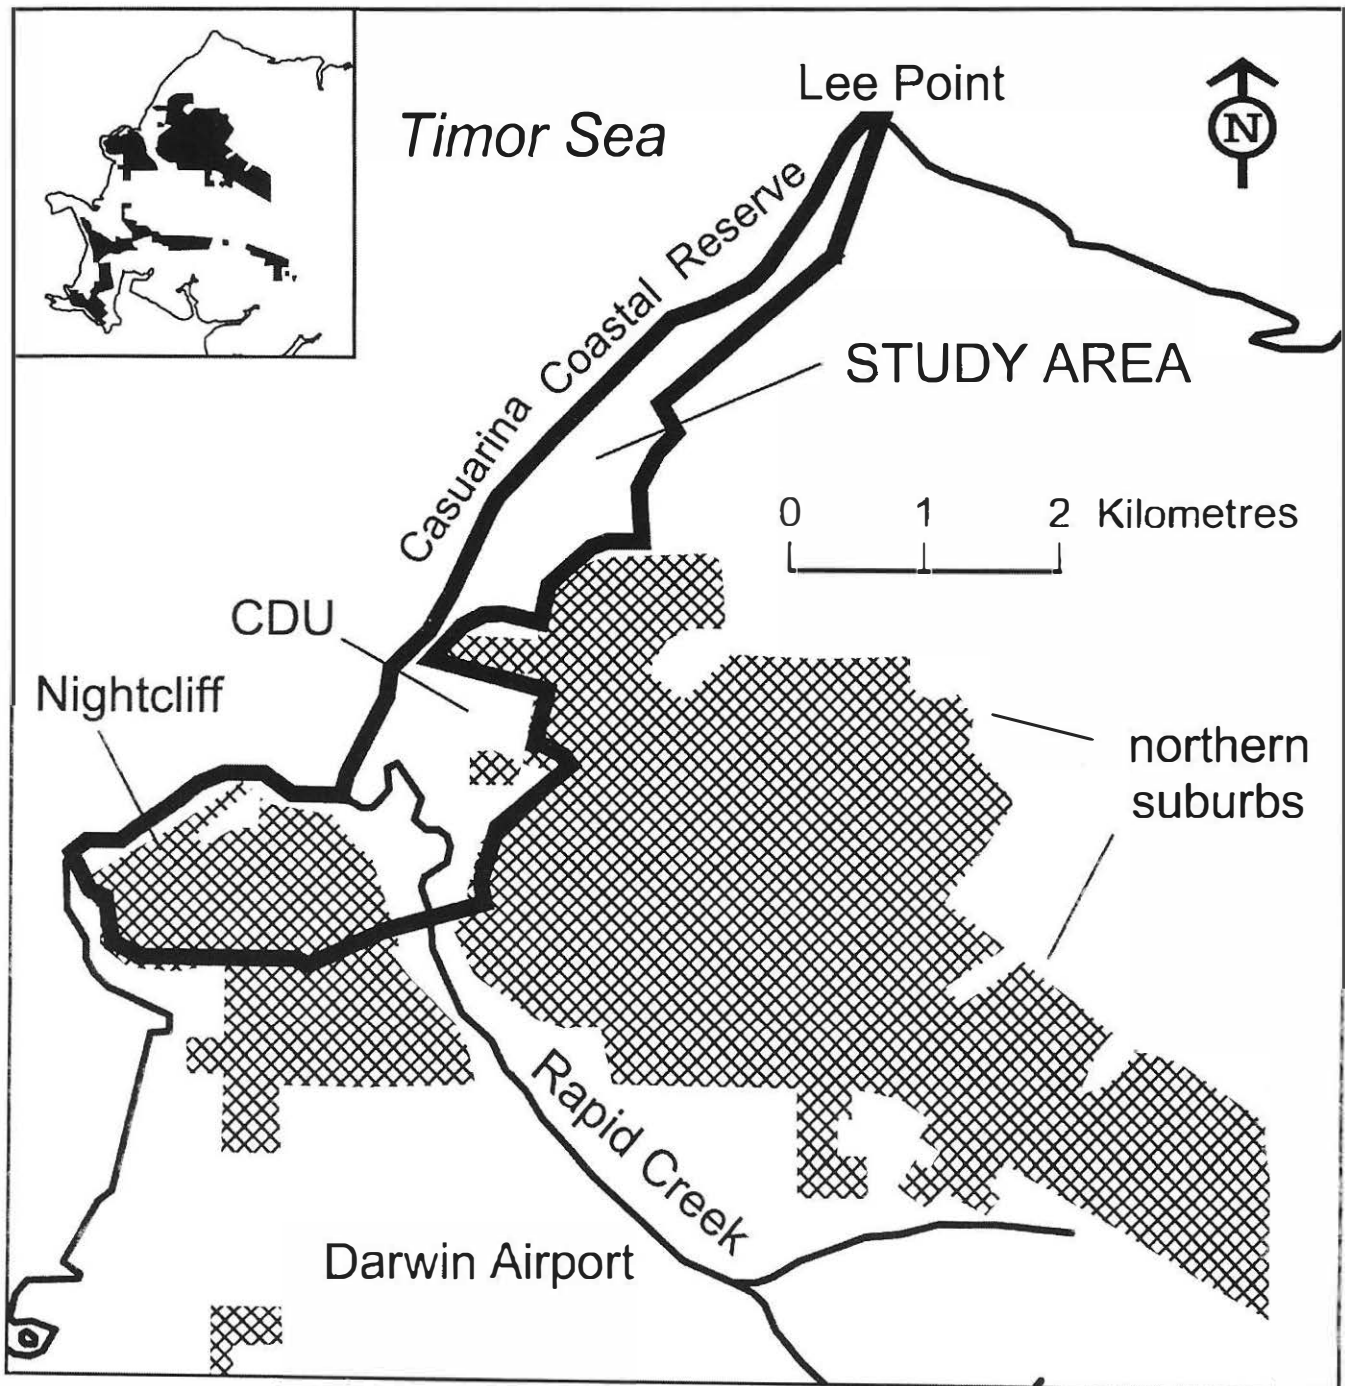 Lee Point
N
Timor Sea
Casuarina Coastal Reserve
STUDY AREA
0 1 2 Kilometres
CDU
Nightcliff
northern
suburbs
Rapid Creek
Darwin Airport